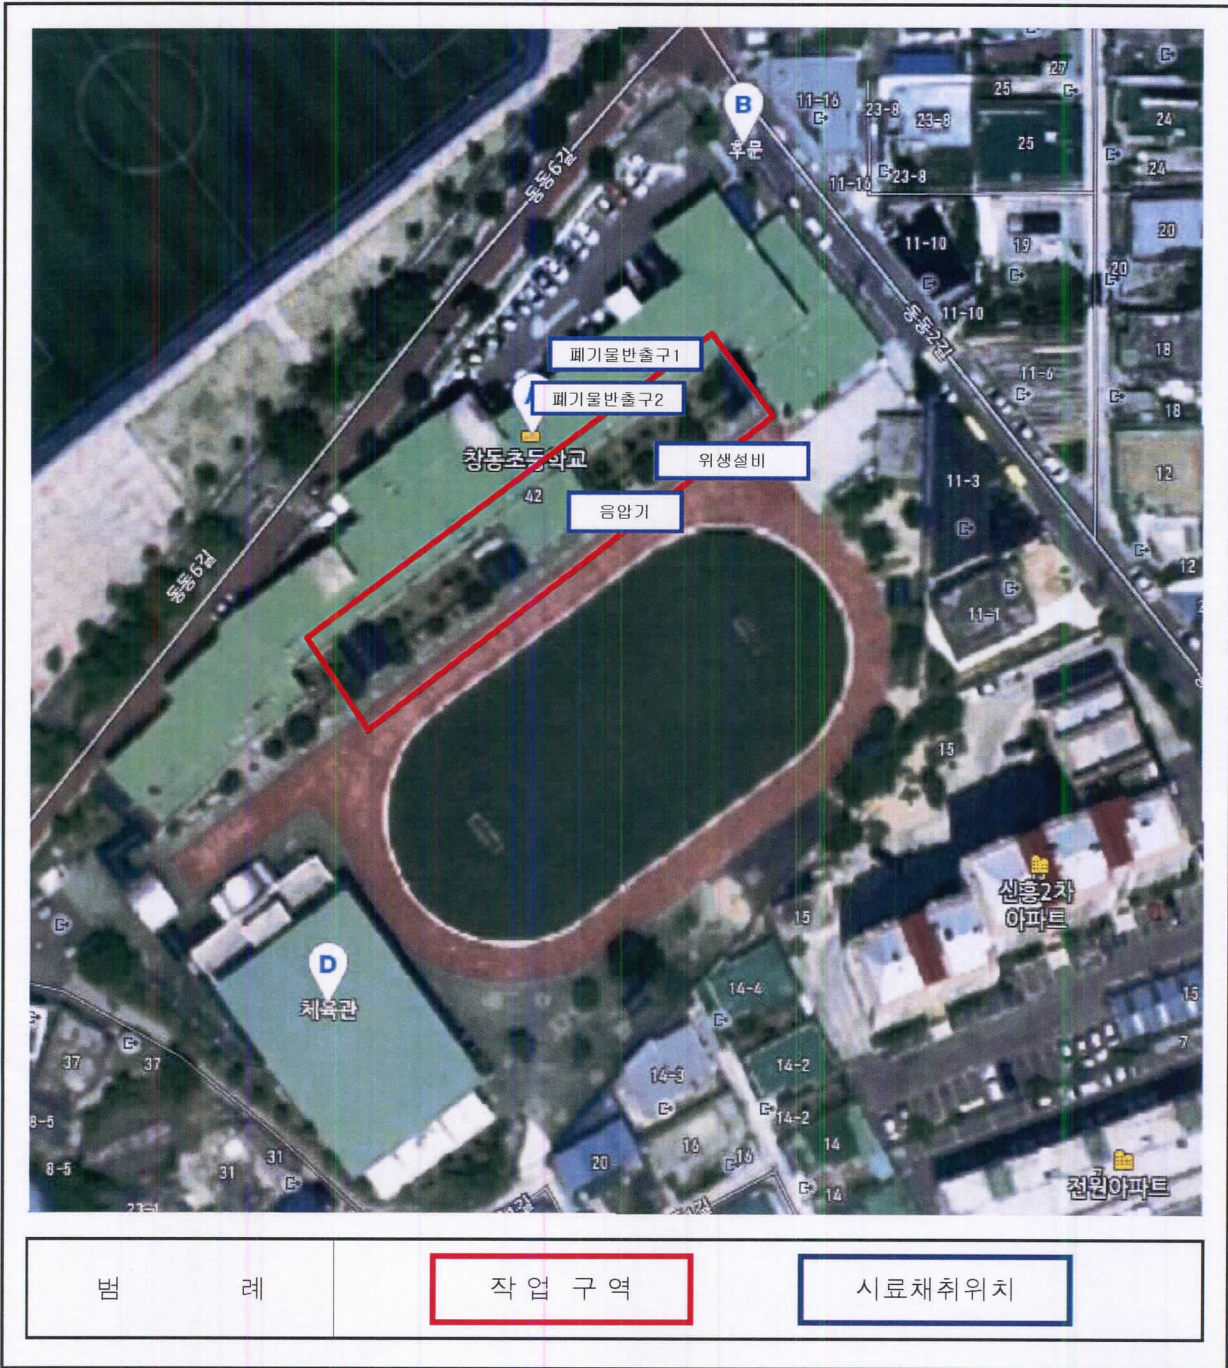 B
후문
11-16
23-8
23-8
25
27
25
24
24
11-16
23-8
동동6길
11-10
19
20
20
11-10
동동2길
18
11-6
18
폐기물반출구1
폐기물반출구2
창동초등학교
42
위생설비
음압기
11-3
12
12
11-1
동동6길
15
신흥2차
아파트
15
D
체육관
14-4
15
7
37
37
14-3
14-2
14-2
8-5
8-5
31
31
20
16
16
14
14
전원아파트
범 례
작업 구역
시료채취위치